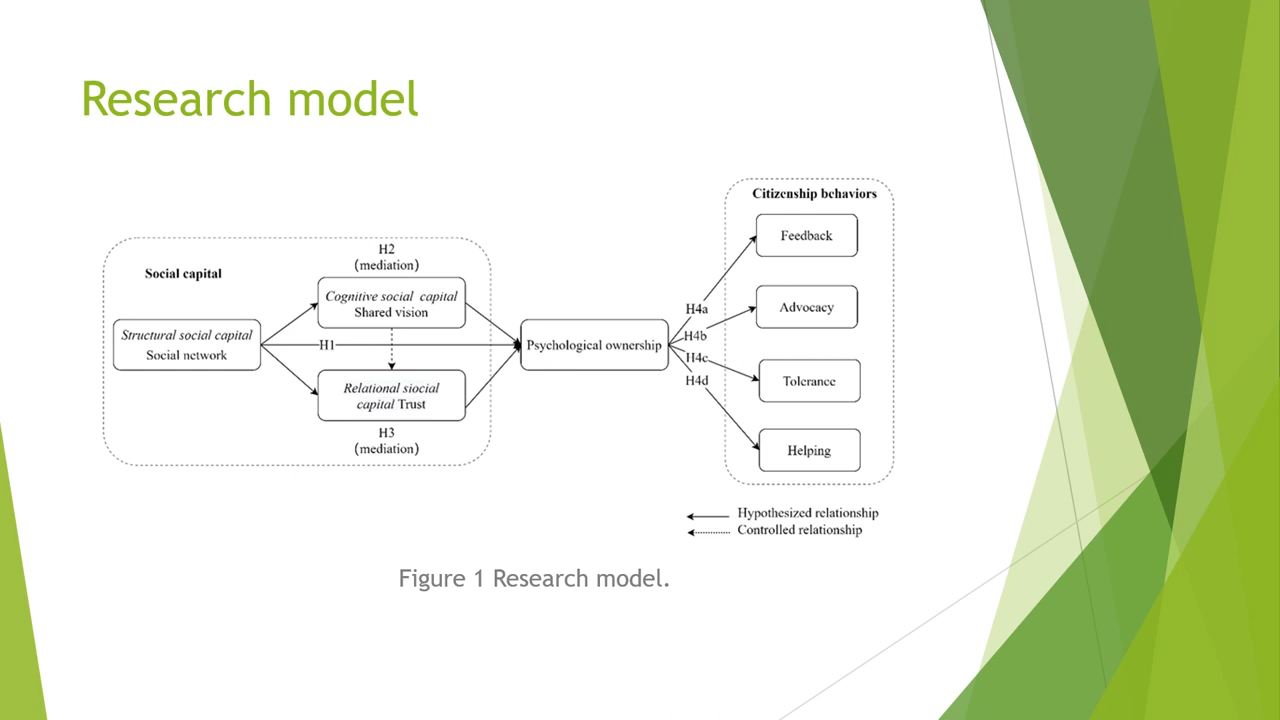 Research model
Citizenship behaviors
Feedback
H2
(mediation)
Social capital
Cognitive social capital
Shared vision
H4a
Advocacy
Structural social capital
Social network
H1
Psychological ownership
H4b
H4c
H4d
Tolerance
Relational siocial
capital Trust
H3
(mediation)
Helping
Hypothesized relationship
Controlled relationship
Figure 1 Research model.